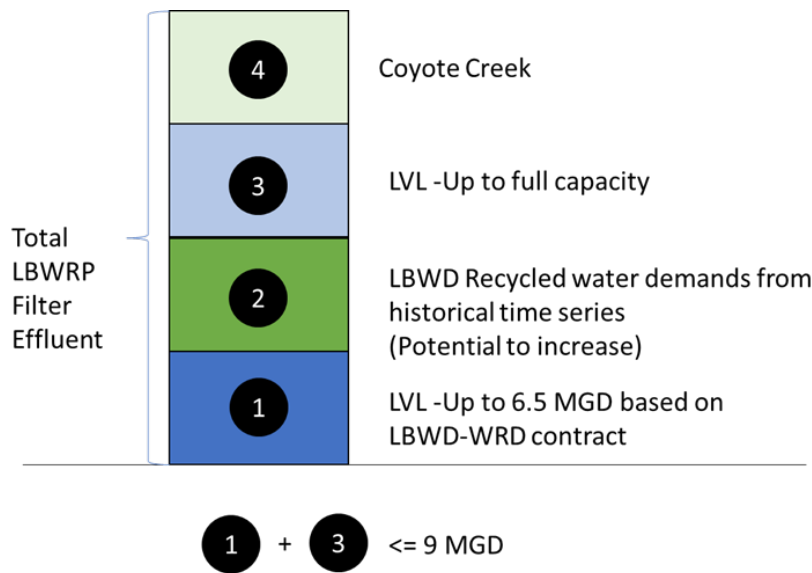 4
Coyote Creek
3
LVL -Up to full capacity
Total
LBWRP
Filter
Effluent
2
LBWD Recycled water demands from
historical time series
(Potential to increase)
1
LVL -Up to 6.5 MGD based on
LBWD-WRD contract
1 + 3 <= 9 MGD